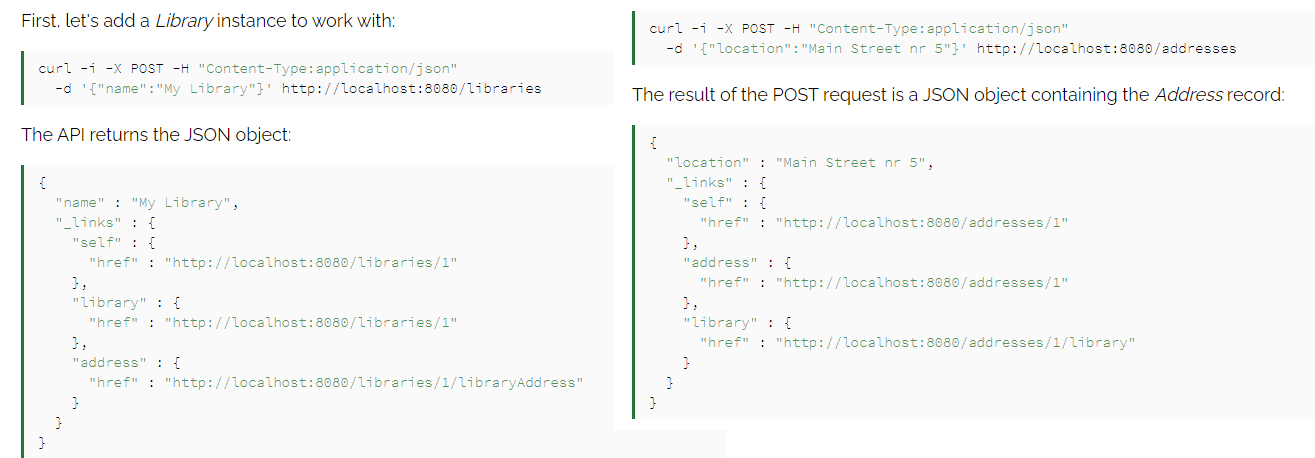 First, let's add a Library instance to work with:
curl -i -X POST -H "Content-Type:application/json"
  -d '{"name":"My Library"}' http://localhost:8080/libraries
The API returns the JSON object:
{
  "name" : "My Library",
  "_links" : {
    "self" : {
      "href" : "http://localhost:8080/libraries/1"
    },
    "library" : {
      "href" : "http://localhost:8080/libraries/1"
    },
    "address" : {
      "href" : "http://localhost:8080/libraries/1/libraryAddress"
    }
  }
}
curl -i -X POST -H "Content-Type:application/json"
  -d '{"location":"Main Street nr 5"}' http://localhost:8080/addresses
The result of the POST request is a JSON object containing the Address record:
{
  "location" : "Main Street nr 5",
  "_links" : {
    "self" : {
      "href" : "http://localhost:8080/addresses/1"
    },
    "address" : {
      "href" : "http://localhost:8080/addresses/1"
    },
    "library" : {
      "href" : "http://localhost:8080/addresses/1/library"
    }
  }
}